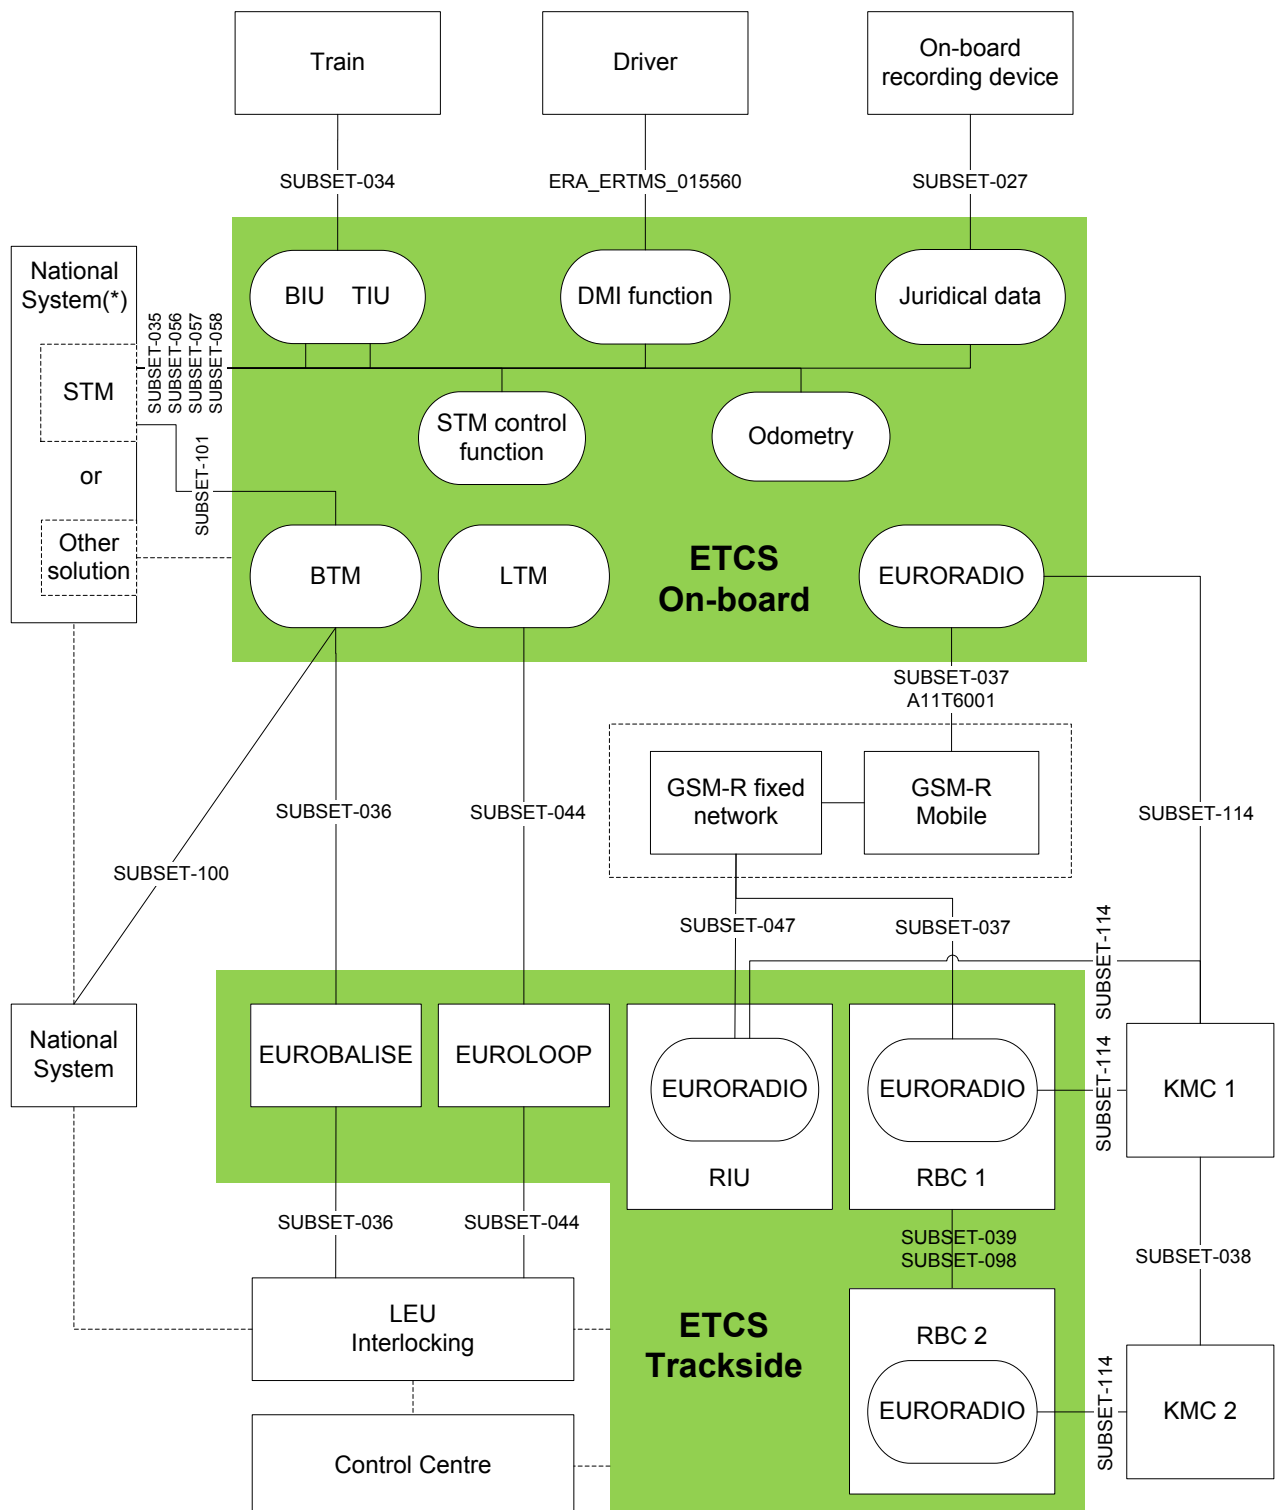 Train
Driver
On-board
recording device
SUBSET-034
ERA_ERTMS_015560
SUBSET-027
National
System(*)
BIU TIU
DMI function
Juridical data
SUBSET-035
SUBSET-056
SUBSET-057
SUBSET-058
STM
STM control
function
Odometry
or
SUBSET-101
Other
solution
BTM
LTM
ETCS
On-board
EURORADIO
SUBSET-037
A11T6001
GSM-R fixed
network
GSM-R
Mobile
SUBSET-036
SUBSET-044
SUBSET-114
SUBSET-100
SUBSET-047
SUBSET-037
SUBSET-114
National
System
EUROBALISE
EUROLOOP
EURORADIO
RIU
EURORADIO
RBC 1
SUBSET-114
KMC 1
SUBSET-036
SUBSET-044
SUBSET-039
SUBSET-098
SUBSET-038
LEU
Interlocking
ETCS
Trackside
RBC 2
EURORADIO
SUBSET-114
KMC 2
Control Centre